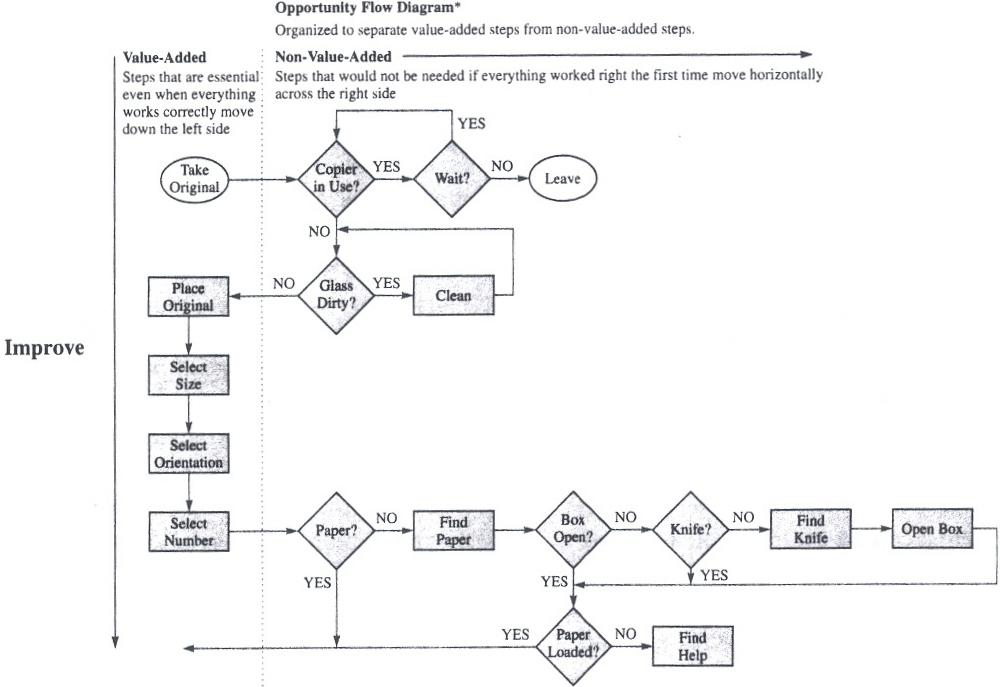 Opportunity Flow Diagram*
Organized to separate value-added steps from non-value-added steps.
Value-Added
Steps that are essential
even when everything
works correctly move
down the left side
Non-Value-Added
Steps that would not be needed if everything worked right the first time move horizontally
across the right side
YES
Take
Original
Copier
in Use?
YES
Wait?
NO
Leave
NO
Place
Original
NO
Glass
Dirty?
YES
Clean
Improve
Select
Size
Select
Orientation
Select
Number
Paper?
NO
Find
Paper
Box
Open?
NO
Knife?
NO
Find
Knife
Open Box
YES
YES
YES
YES
Paper
Loaded?
NO
Find
Help